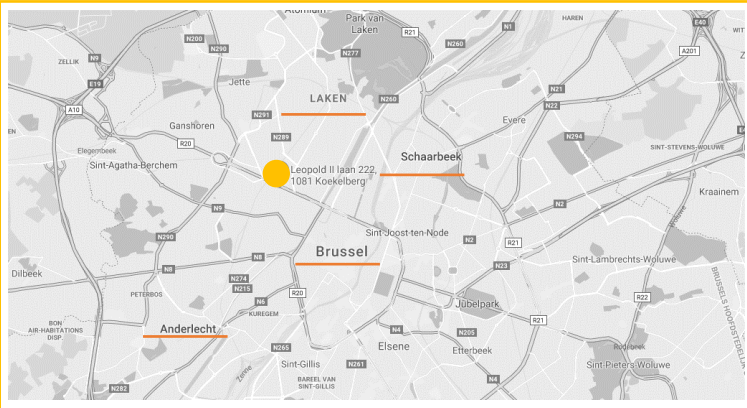 Atomium
Park van
Laken
R21
N1
HAREN
E40
N200
N290
N277
N260
A201
ZELLIK
N9
E19
Jette
LAKEN
N260
N21
N22
A10
N291
Ganshoren
N289
Evere
N294
R20
Elegembeek
Sint-Agatha-Berchem
Schaarbeek
SINT-STEVENS-WOLUWE
Leopold II laan 222,
1081 Koekelberg
Kraainem
N9
N2
Woluwe
Sint-Joost-ten-Node
N290
N2
R21
Brussel
N8
N8
N23
Sint-Lambrechts-Woluwe
Dilbeek
N274
N215
PETERBOS
R20
N6
KUREGEM
Jubelpark
R22
BRUSSELS HOOFDSTEDELIJK
BON
AIR-HABITATIONS
DISP.
Anderlecht
N4
N205
R21
N265
Elsene
Etterbeek
Roodebeek
Sint-Gillis
N261
Sint-Pieters-Woluwe
Zenne
BAREEL VAN
SINT-GILLIS
N4
N282